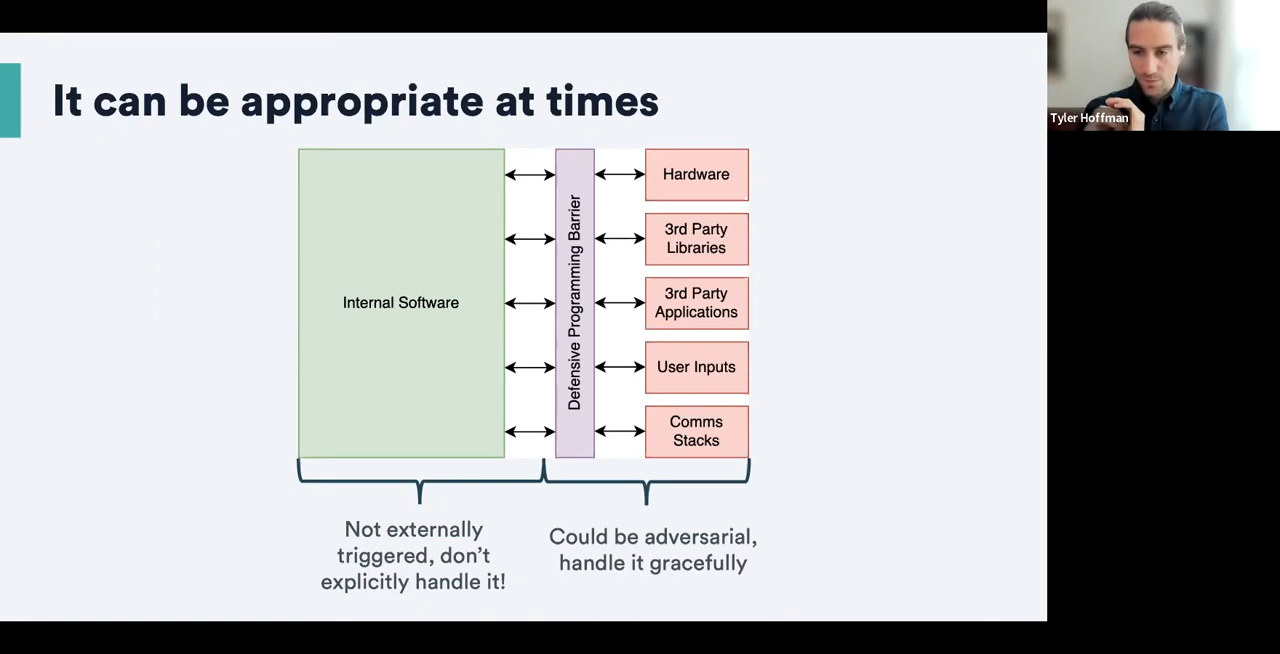 It can be appropriate at times
Tyler Hoffman
Internal Software
Defensive Programming Barrier
Hardware
3rd Party
Libraries
3rd Party
Applications
User Inputs
Comms
Stacks
Not externally
triggered, don’t
explicitly handle it!
Could be adversarial,
handle it gracefully